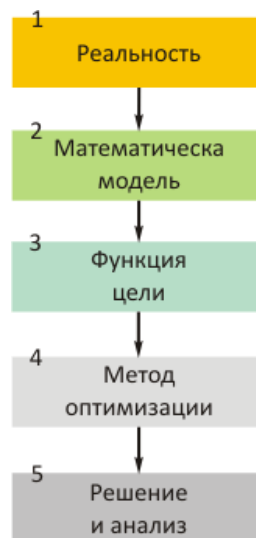 1
Реальность
2
Математическа
модель
3
Функция
цели
4
Метод
оптимизации
5
Решение
и анализ